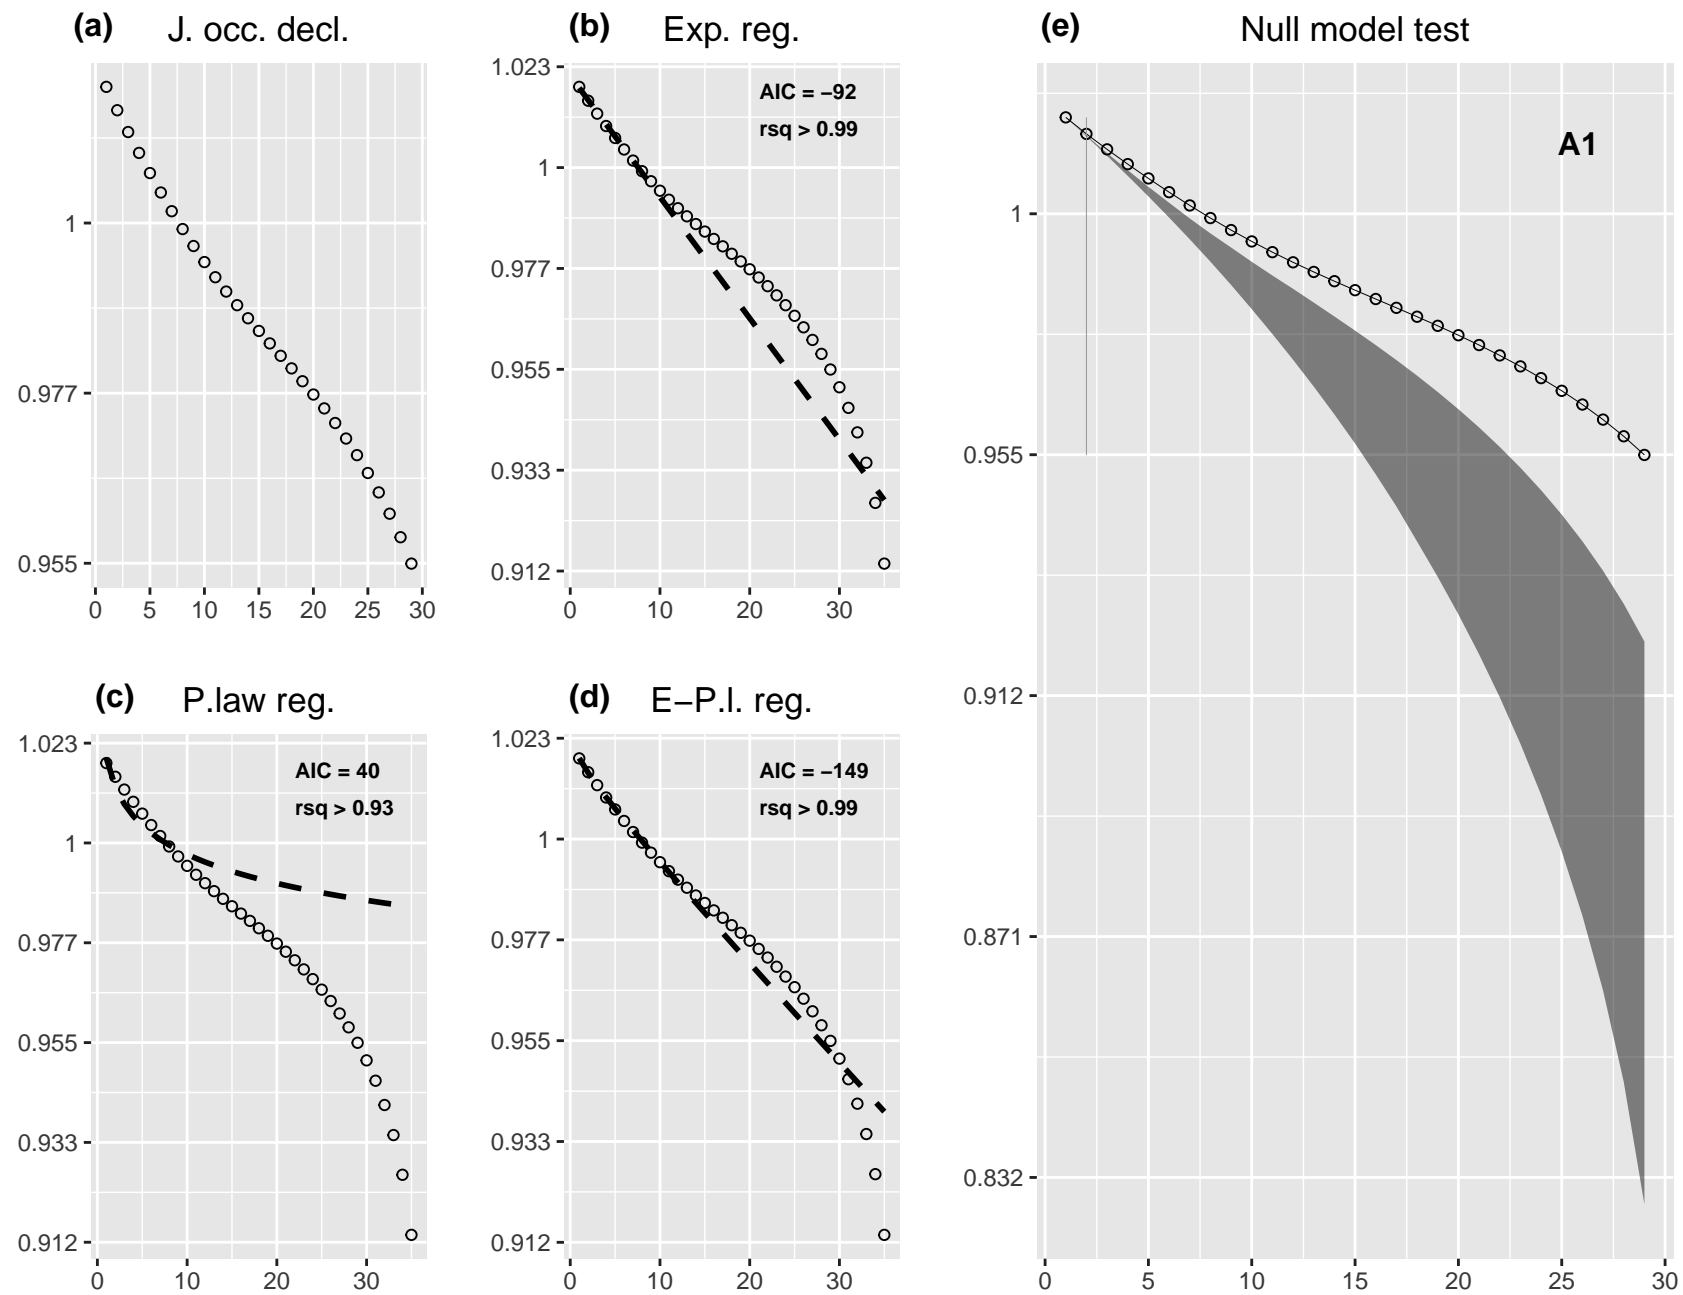 (a) J. occ. decl.
1
0.977
0.955
0 5 10 15 20 25 30
(b) Exp. reg.
AIC = −92
rsq > 0.99
1.023
1
0.977
0.955
0.933
0.912
0 10 20 30
(c) P.law reg.
AIC = 40
rsq > 0.93
1.023
1
0.977
0.955
0.933
0.912
0 10 20 30
(d) E−P.l. reg.
AIC = −149
rsq > 0.99
1.023
1
0.977
0.955
0.933
0.912
0 10 20 30
(e) Null model test
A1
1
0.955
0.912
0.871
0.832
0 5 10 15 20 25 30